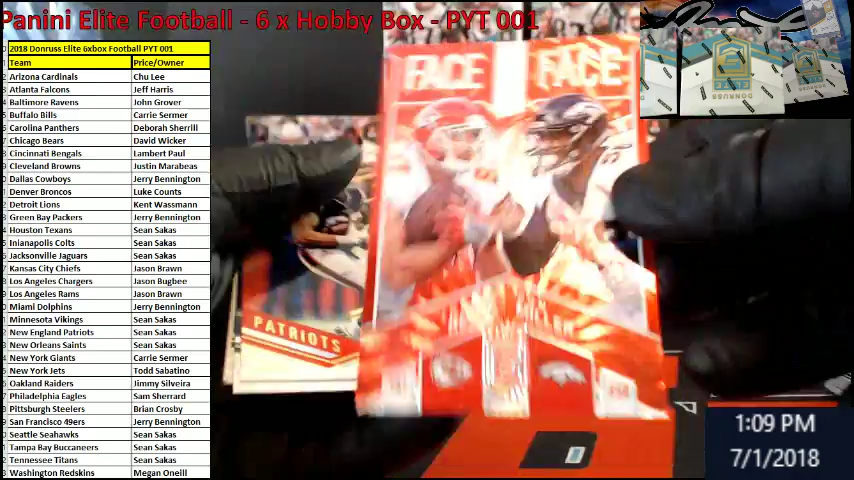 Panini Elite Football - 6 x Hobby Box - PYT 001
2018 Donruss Elite 6xbox Football PYT 001
Team Price/Owner
Arizona Cardinals Chu Lee
Atlanta Falcons Jeff Harris
Baltimore Ravens John Grover
Buffalo Bills Carrie Sermer
Carolina Panthers Deborah Sherrill
Chicago Bears David Wicker
Cincinnati Bengals Lambert Paul
Cleveland Browns Justin Marabeas
Dallas Cowboys Jerry Bennington
Denver Broncos Luke Counts
Detroit Lions Kent Wassmann
Green Bay Packers Jerry Bennington
Houston Texans Sean Sakas
Inianapolis Colts Sean Sakas
Jacksonville Jaguars Sean Sakas
Kansas City Chiefs Jason Brawn
Los Angeles Chargers Jason Bugbee
Los Angeles Rams Jason Brawn
Miami Dolphins Jerry Bennington
Minnesota Vikings Sean Sakas
New England Patriots Sean Sakas
New Orleans Saints Sean Sakas
New York Giants Carrie Sermer
New York Jets Todd Sabatino
Oakland Raiders Jimmy Silveira
Philadelphia Eagles Sam Sherrard
Pittsburgh Steelers Brian Crosby
San Francisco 49ers Jerry Bennington
Seattle Seahawks Sean Sakas
Tampa Bay Buccaneers Sean Sakas
Tennessee Titans Sean Sakas
Washington Redskins Megan Oneill
FACE FACE
PATRIOTS
ELITE
DONRUSS
1:09 PM
7/1/2018